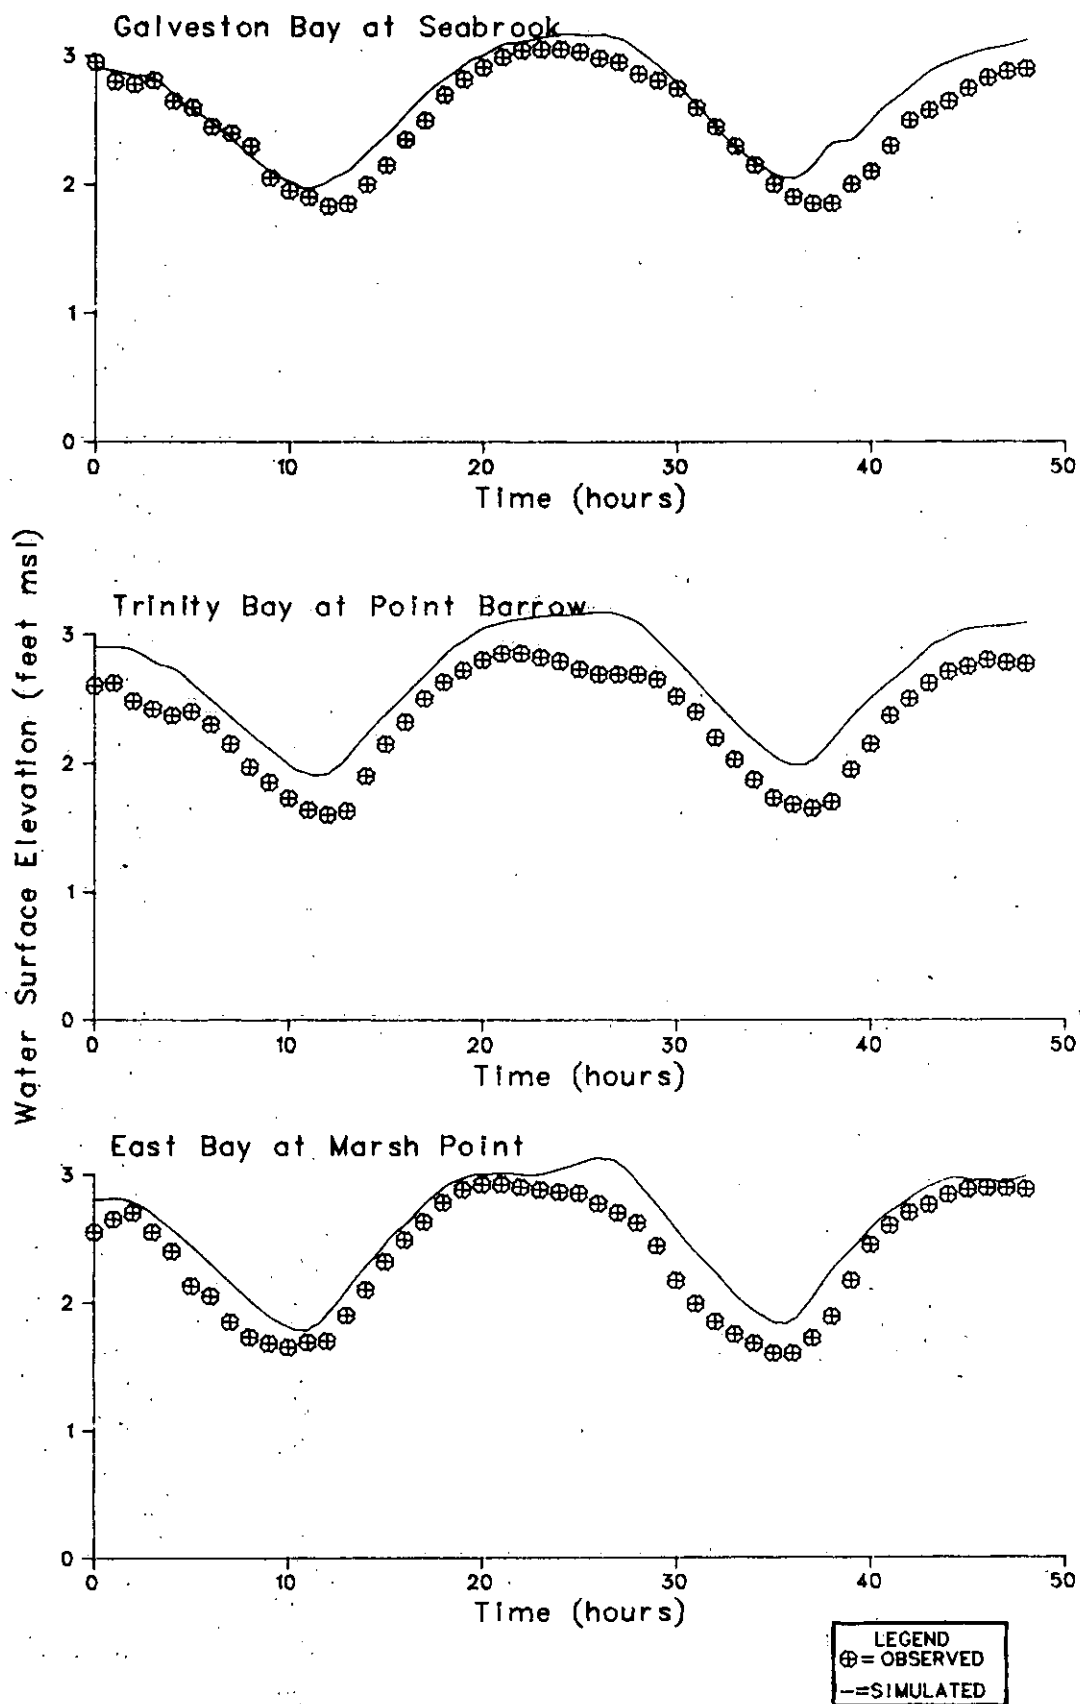 Galveston Bay at Seabrook
3
2
1
0
0 10 20 30 40 50
Time (hours)
Water Surface Elevation (feet msl)
Trinity Bay at Point Barrow
3
2
1
0
0 10 20 30 40 50
Time (hours)
East Bay at Marsh Point
3
2
1
0
0 10 20 30 40 50
Time (hours)
LEGEND
⊕= OBSERVED
—=SIMULATED